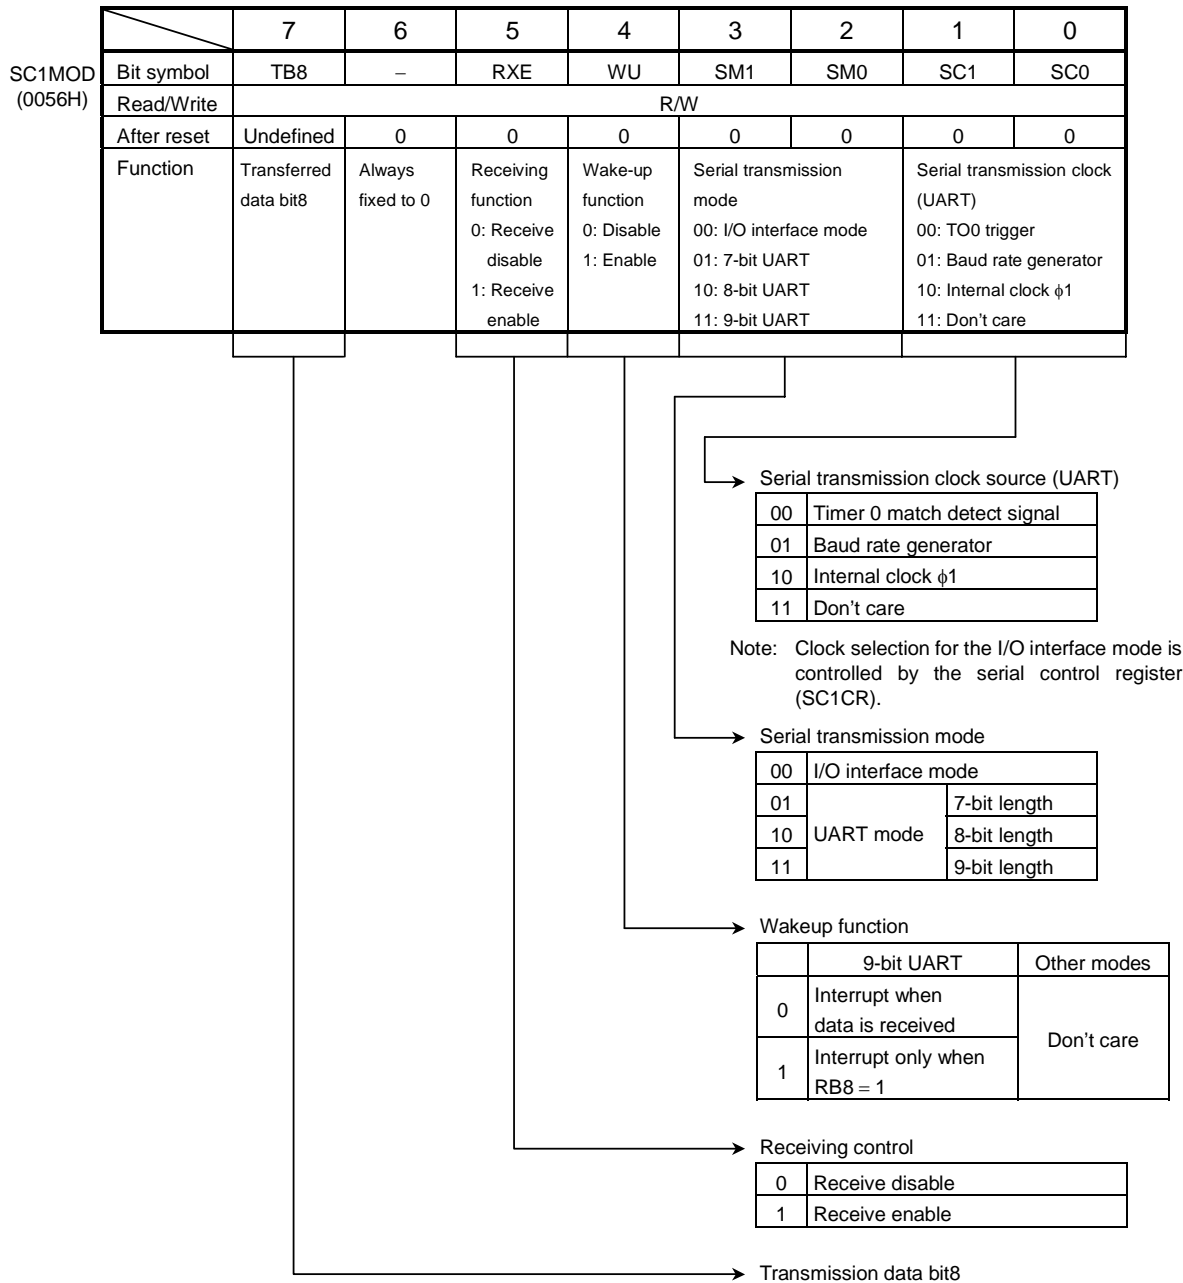 7 6 5 4 3 2 1 0
SC1MOD
(0056H)
Bit symbol TB8 – RXE WU SM1 SM0 SC1 SC0
Read/Write R/W
After reset Undefined 0 0 0 0 0 0 0
Function
Transferred
data bit8
Always
fixed to 0
Receiving
function
0: Receive
disable
1: Receive
enable
Wake-up
function
0: Disable
1: Enable
Serial transmission
mode
00: I/O interface mode
01: 7-bit UART
10: 8-bit UART
11: 9-bit UART
Serial transmission clock
(UART)
00: TO0 trigger
01: Baud rate generator
10: Internal clock ϕ1
11: Don't care
Serial transmission clock source (UART)
00 Timer 0 match detect signal
01 Baud rate generator
10 Internal clock ϕ1
11 Don't care
Note: Clock selection for the I/O interface mode is
controlled by the serial control register
(SC1CR).
Serial transmission mode
00 I/O interface mode
01 7-bit length
10 UART mode 8-bit length
11 9-bit length
Wakeup function
9-bit UART Other modes
0 Interrupt when
data is received
Don't care
1 Interrupt only when
RB8 = 1
Receiving control
0 Receive disable
1 Receive enable
Transmission data bit8